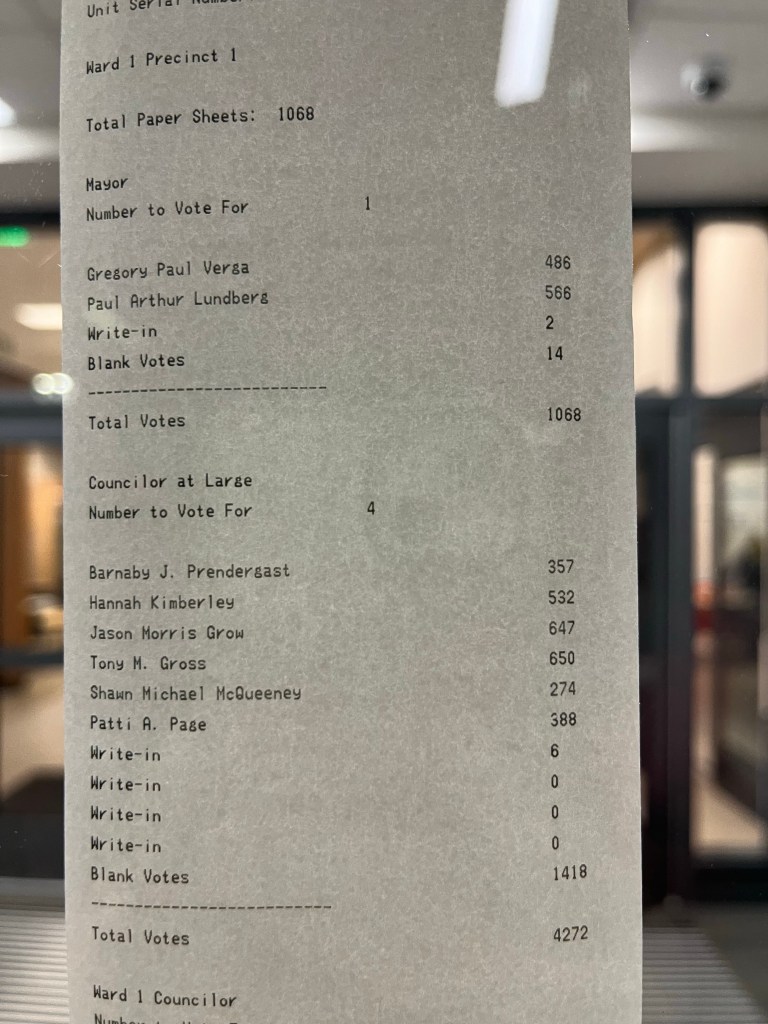 Unit Serial Number
Ward 1 Precinct 1
Total Paper Sheets: 1068
Mayor
Number to Vote For 1
Gregory Paul Verga 486
Paul Arthur Lundberg 566
Write-in 2
Blank Votes 14
---------------------------
Total Votes 1068
Councilor at Large
Number to Vote For 4
Barnaby J. Prendergast 357
Hannah Kimberley 532
Jason Morris Grow 647
Tony M. Gross 650
Shawn Michael McQueeney 274
Patti A. Page 388
Write-in 6
Write-in 0
Write-in 0
Write-in 0
Blank Votes 1418
---------------------------
Total Votes 4272
Ward 1 Councilor